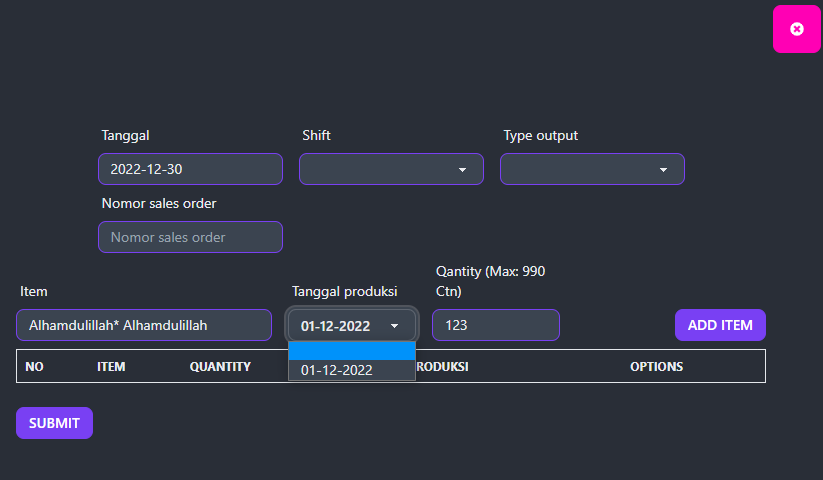 Tanggal
Shift
Type output
2022-12-30
Nomor sales order
Nomor sales order
Item
Tanggal produksi
Qantity (Max: 990
Ctn)
Alhamdulillah* Alhamdulillah
01-12-2022
123
ADD ITEM
01-12-2022
NO ITEM QUANTITY RODUKSI OPTIONS
SUBMIT